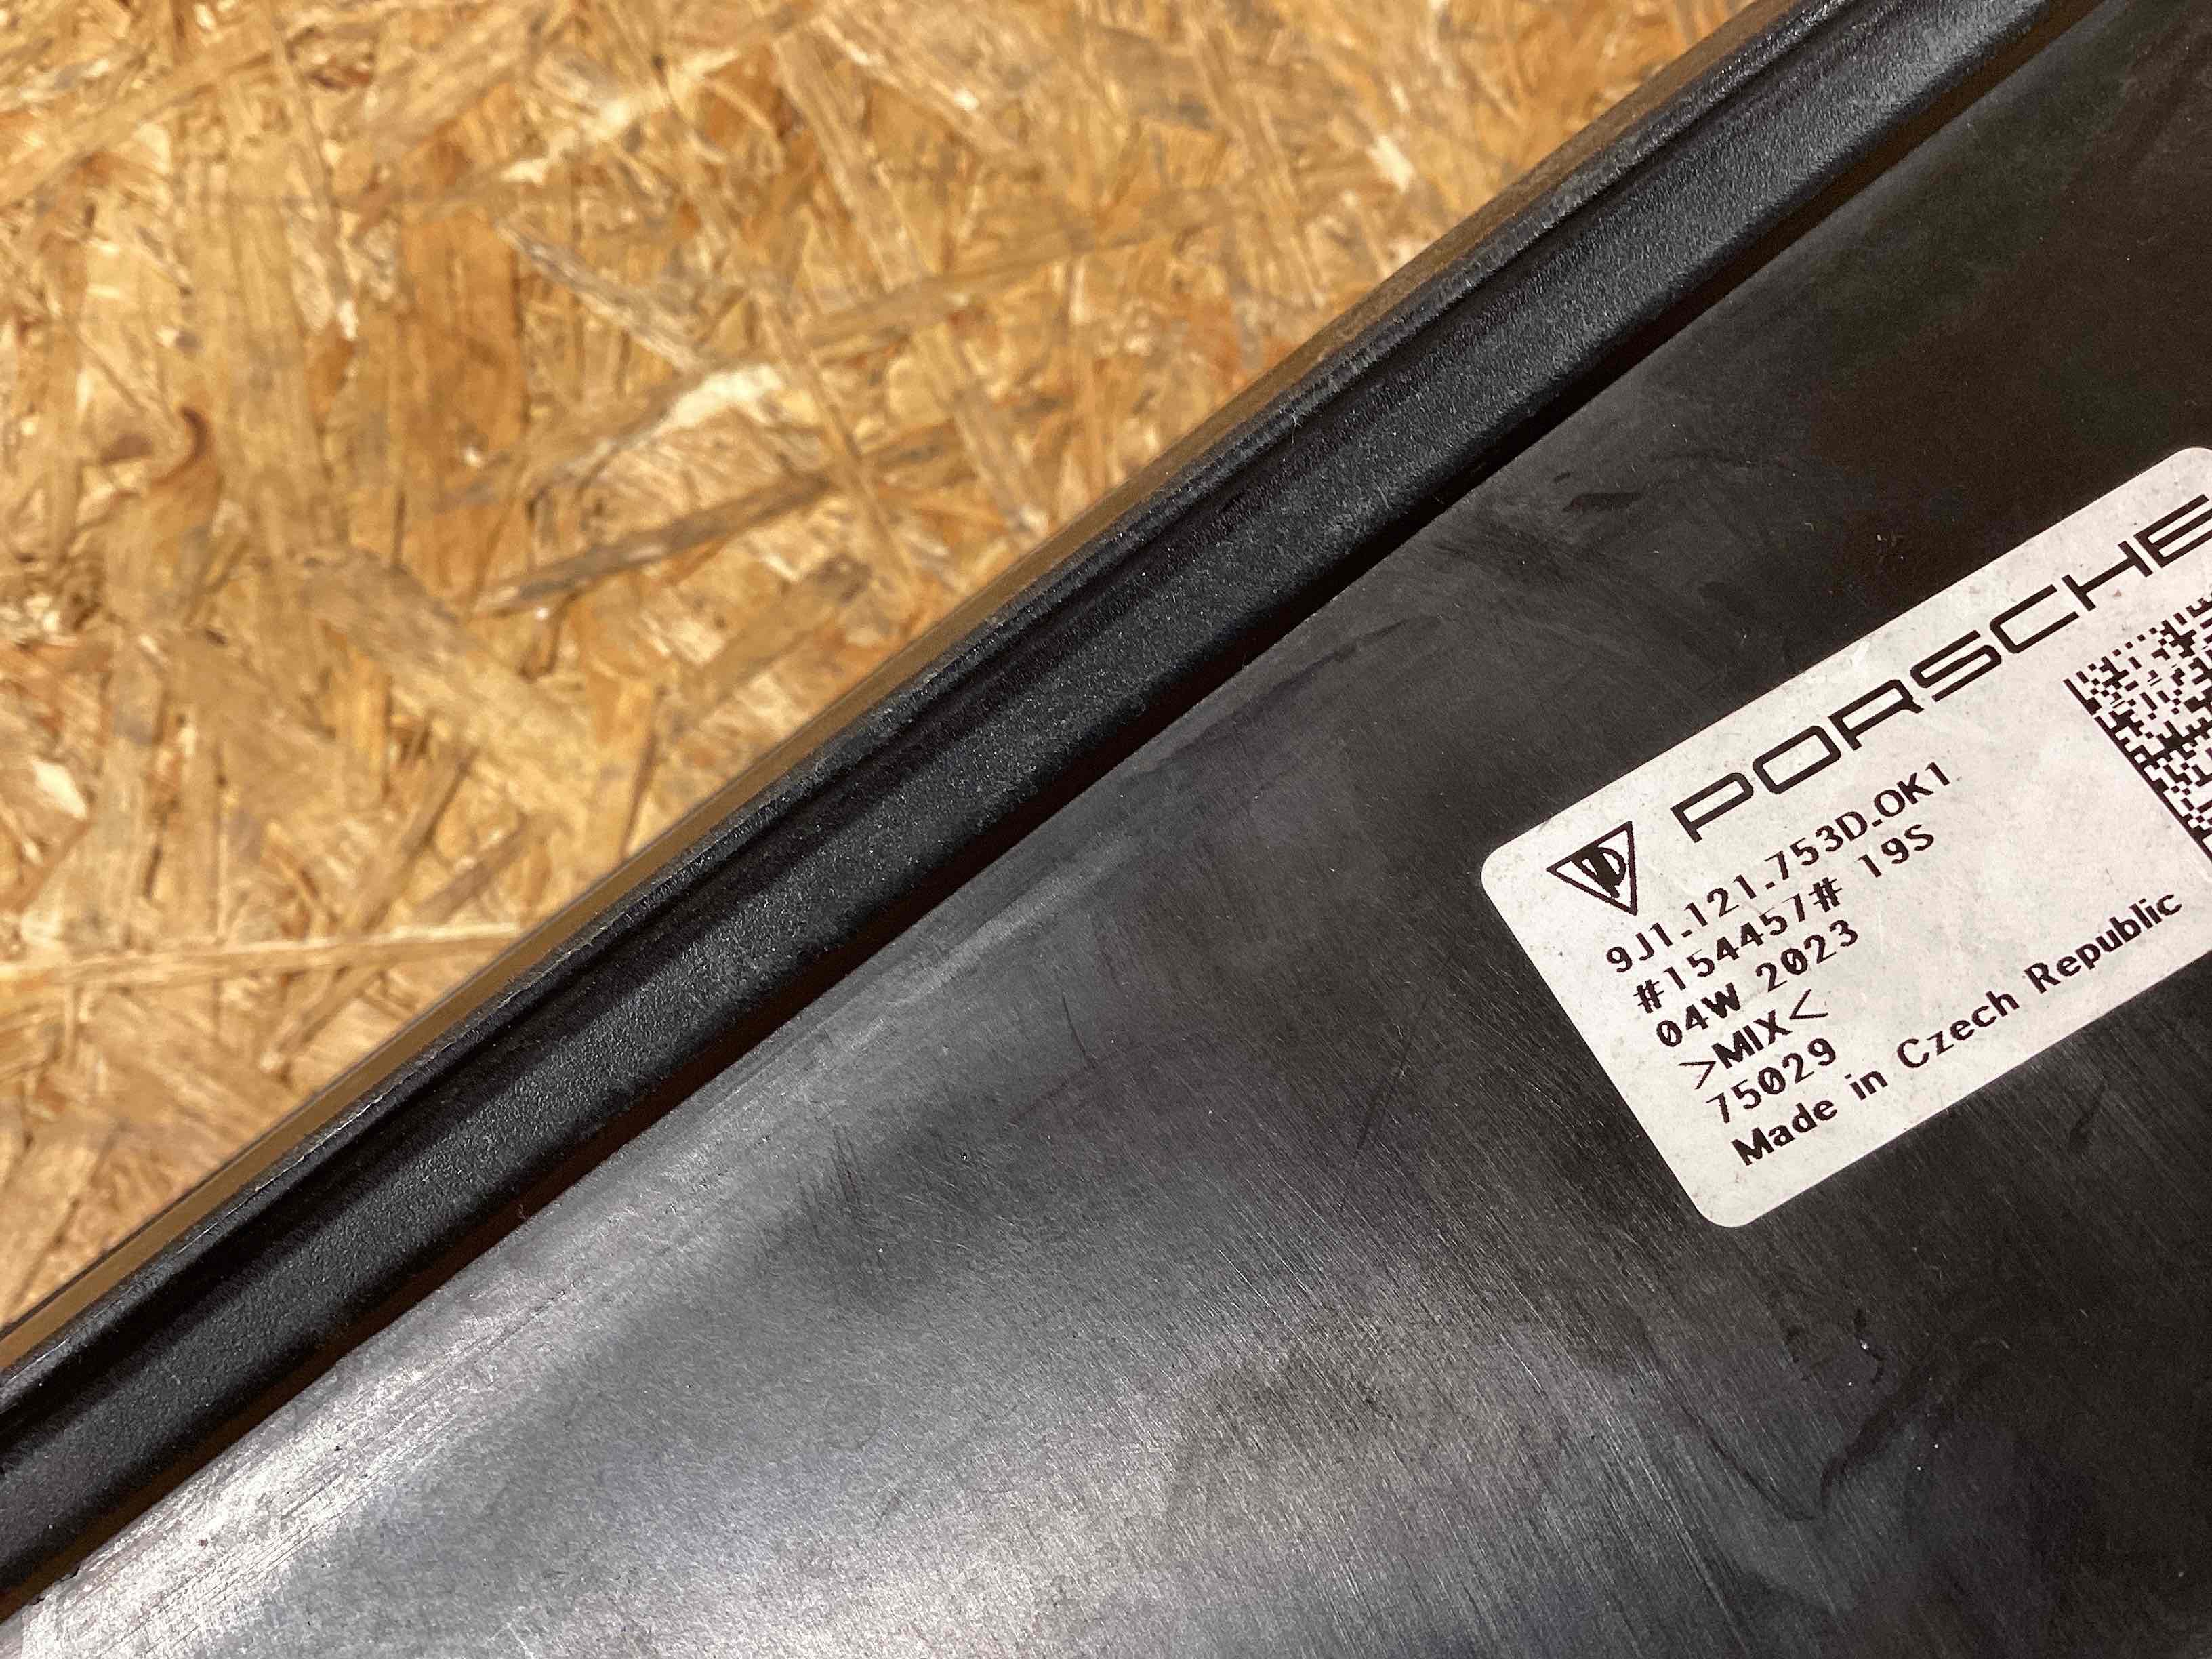 PORSCHE
9J1.121.753D.OK1
#154457# 19S
04W 2023
>MIX<
75029
Made in Czech Republic